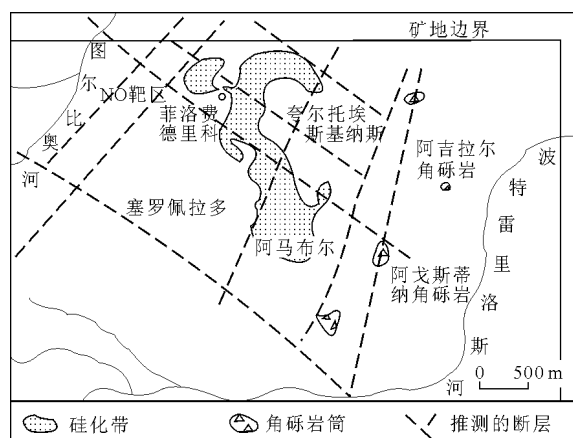 矿地边界
图尔比奥河
NO靶区
菲洛费
德里科
夸尔托埃
斯基纳斯
阿吉拉尔
角砾岩
波特雷里洛斯河
塞罗佩拉多
阿马布尔
阿戈斯蒂
纳角砾岩
0 500 m
硅化带
角砾岩筒
推测的断层